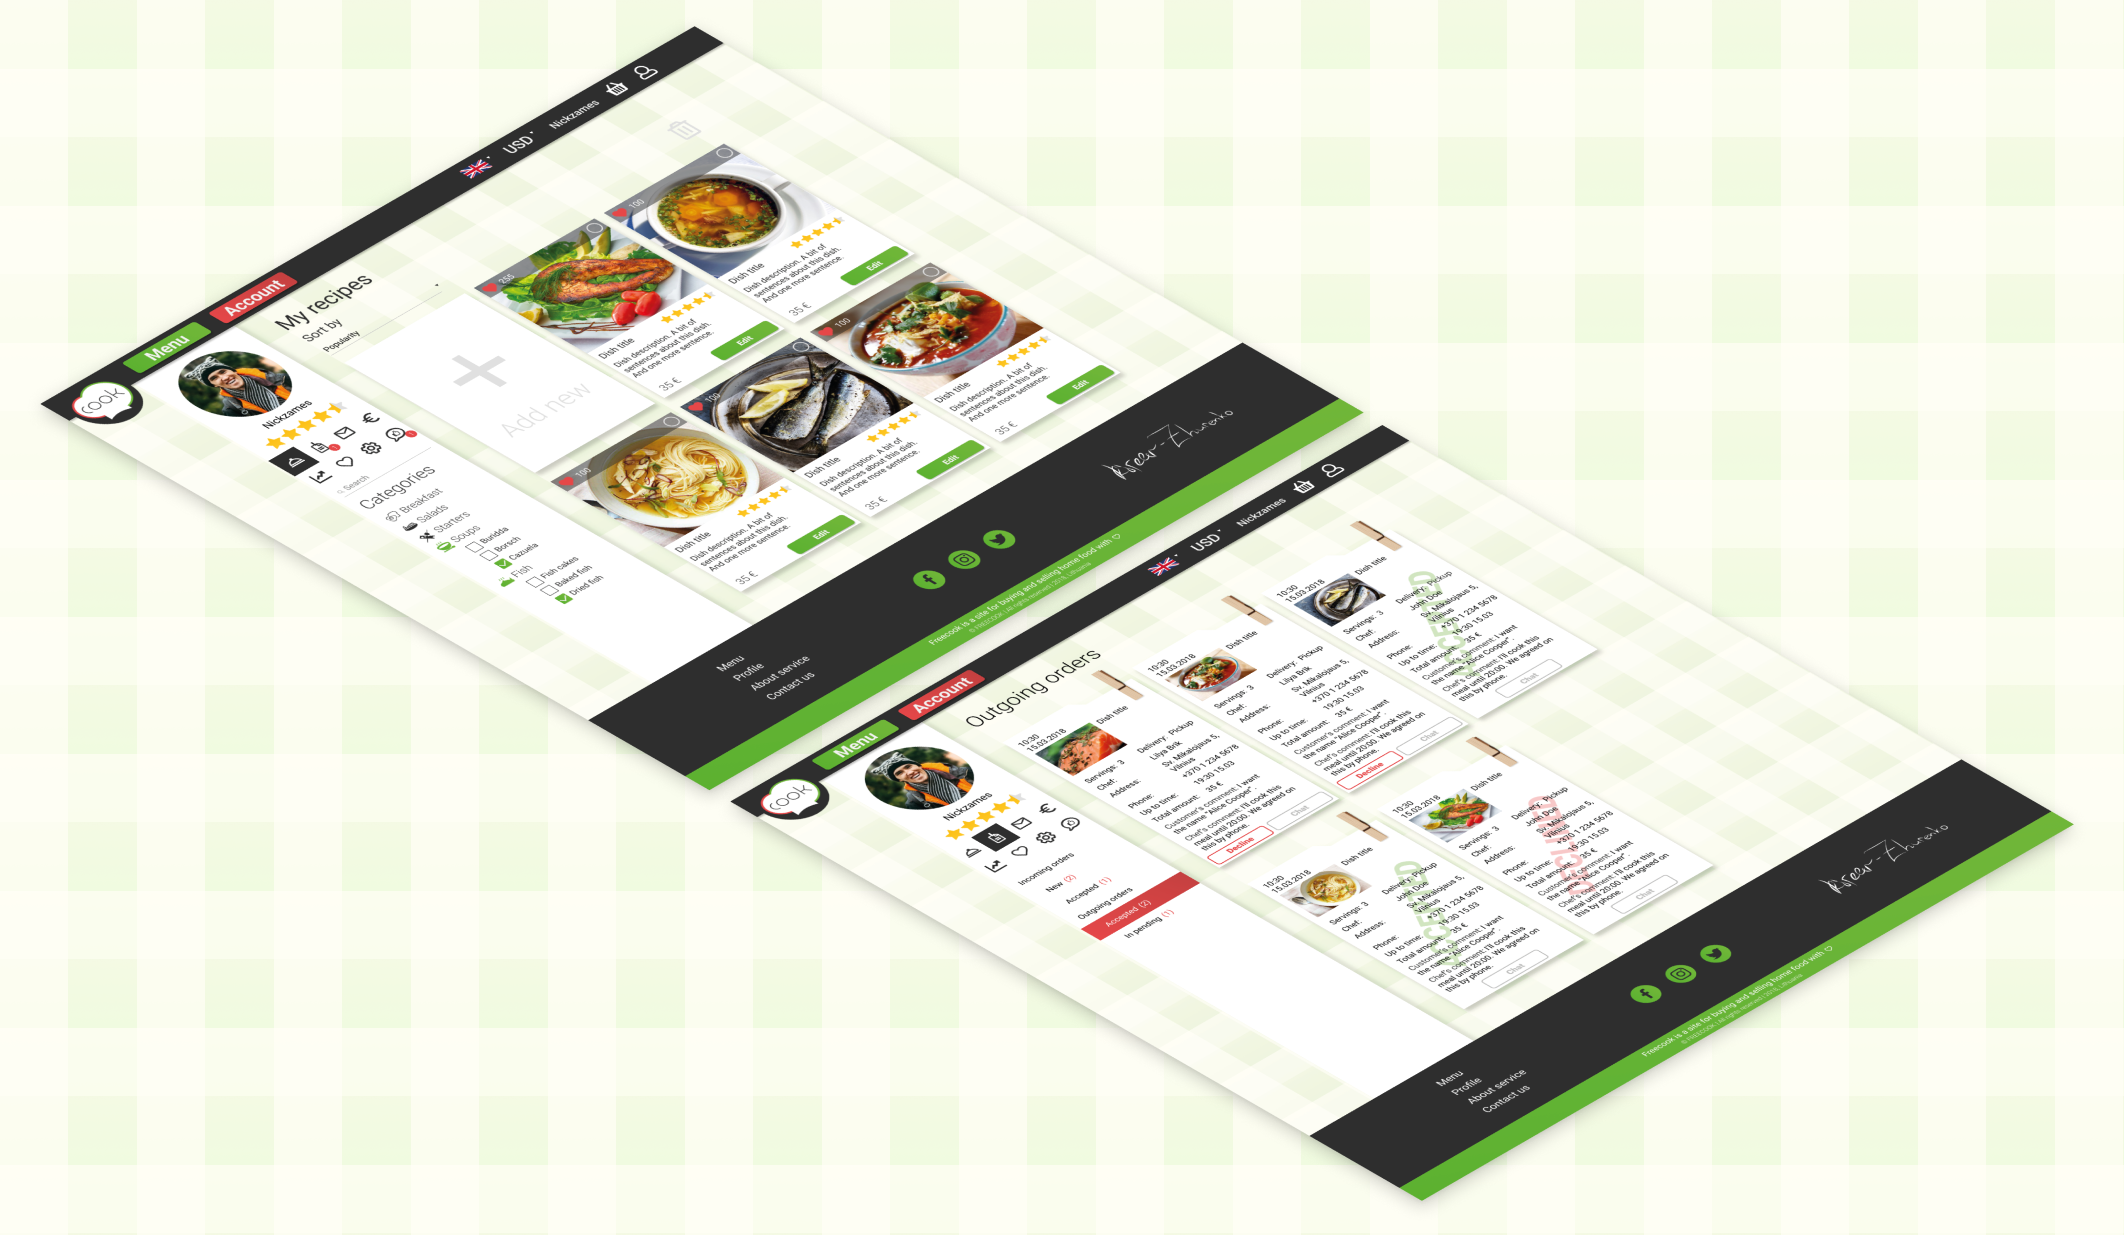 cook
Menu
Account
USD
Nickzames
Nickzames
Search
Categories
Breakfast
Salads
Starters
Soups
Buridda
Borsch
Cazuela
Fish
Fish cakes
Baked fish
Dried fish
My recipes
Sort by
Popularity
Add new
255
Dish title
Dish description. A bit of
sentences about this dish.
And one more sentence.
35 €
Edit
100
Dish title
Dish description. A bit of
sentences about this dish.
And one more sentence.
35 €
Edit
100
Dish title
Dish description. A bit of
sentences about this dish.
And one more sentence.
35 €
Edit
100
Dish title
Dish description. A bit of
sentences about this dish.
And one more sentence.
35 €
Edit
100
Dish title
Dish description. A bit of
sentences about this dish.
And one more sentence.
35 €
Edit
Menu
Profile
About service
Contact us
Freecook is a site for buying and selling home food with
© FREECOOK | All rights reserved | 2018, Lithuania
cook
Menu
Account
USD
Nickzames
Nickzames
Incoming orders
New (2)
Accepted (1)
Outgoing orders
Accepted (2)
In pending (1)
Outgoing orders
10:30
15.03.2018
Dish title
Servings: 3
Delivery: Pickup
Chef: Lilya Brik
Address: Sv. Mikalojaus 5,
Vilnius
Phone: +370 1 234 5678
Up to time: 19:30 15.03
Total amount: 35 €
Customer's comment: I want
the name "Alice Cooper".
Chef's comment: I'll cook this
meal until 20:00. We agreed on
this by phone.
Decline
Chat
10:30
15.03.2018
Dish title
Servings: 3
Delivery: Pickup
Chef: Lilya Brik
Address: Sv. Mikalojaus 5,
Vilnius
Phone: +370 1 234 5678
Up to time: 19:30 15.03
Total amount: 35 €
Customer's comment: I want
the name "Alice Cooper".
Chef's comment: I'll cook this
meal until 20:00. We agreed on
this by phone.
Decline
Chat
10:30
15.03.2018
Dish title
Servings: 3
Delivery: Pickup
Chef: John Doe
Address: Sv. Mikalojaus 5,
Vilnius
Phone: +370 1 234 5678
Up to time: 19:30 15.03
Total amount: 35 €
Customer's comment: I want
the name "Alice Cooper".
Chef's comment: I'll cook this
meal until 20:00. We agreed on
this by phone.
Chat
10:30
15.03.2018
Dish title
Servings: 3
Delivery: Pickup
Chef: John Doe
Address: Sv. Mikalojaus 5,
Vilnius
Phone: +370 1 234 5678
Up to time: 19:30 15.03
Total amount: 35 €
Customer's comment: I want
the name "Alice Cooper".
Chef's comment: I'll cook this
meal until 20:00. We agreed on
this by phone.
Chat
10:30
15.03.2018
Dish title
Servings: 3
Delivery: Pickup
Chef: John Doe
Address: Sv. Mikalojaus 5,
Vilnius
Phone: +370 1 234 5678
Up to time: 19:30 15.03
Total amount: 35 €
Customer's comment: I want
the name "Alice Cooper".
Chef's comment: I'll cook this
meal until 20:00. We agreed on
this by phone.
Chat
Menu
Profile
About service
Contact us
Freecook is a site for buying and selling home food with
© FREECOOK | All rights reserved | 2018, Lithuania